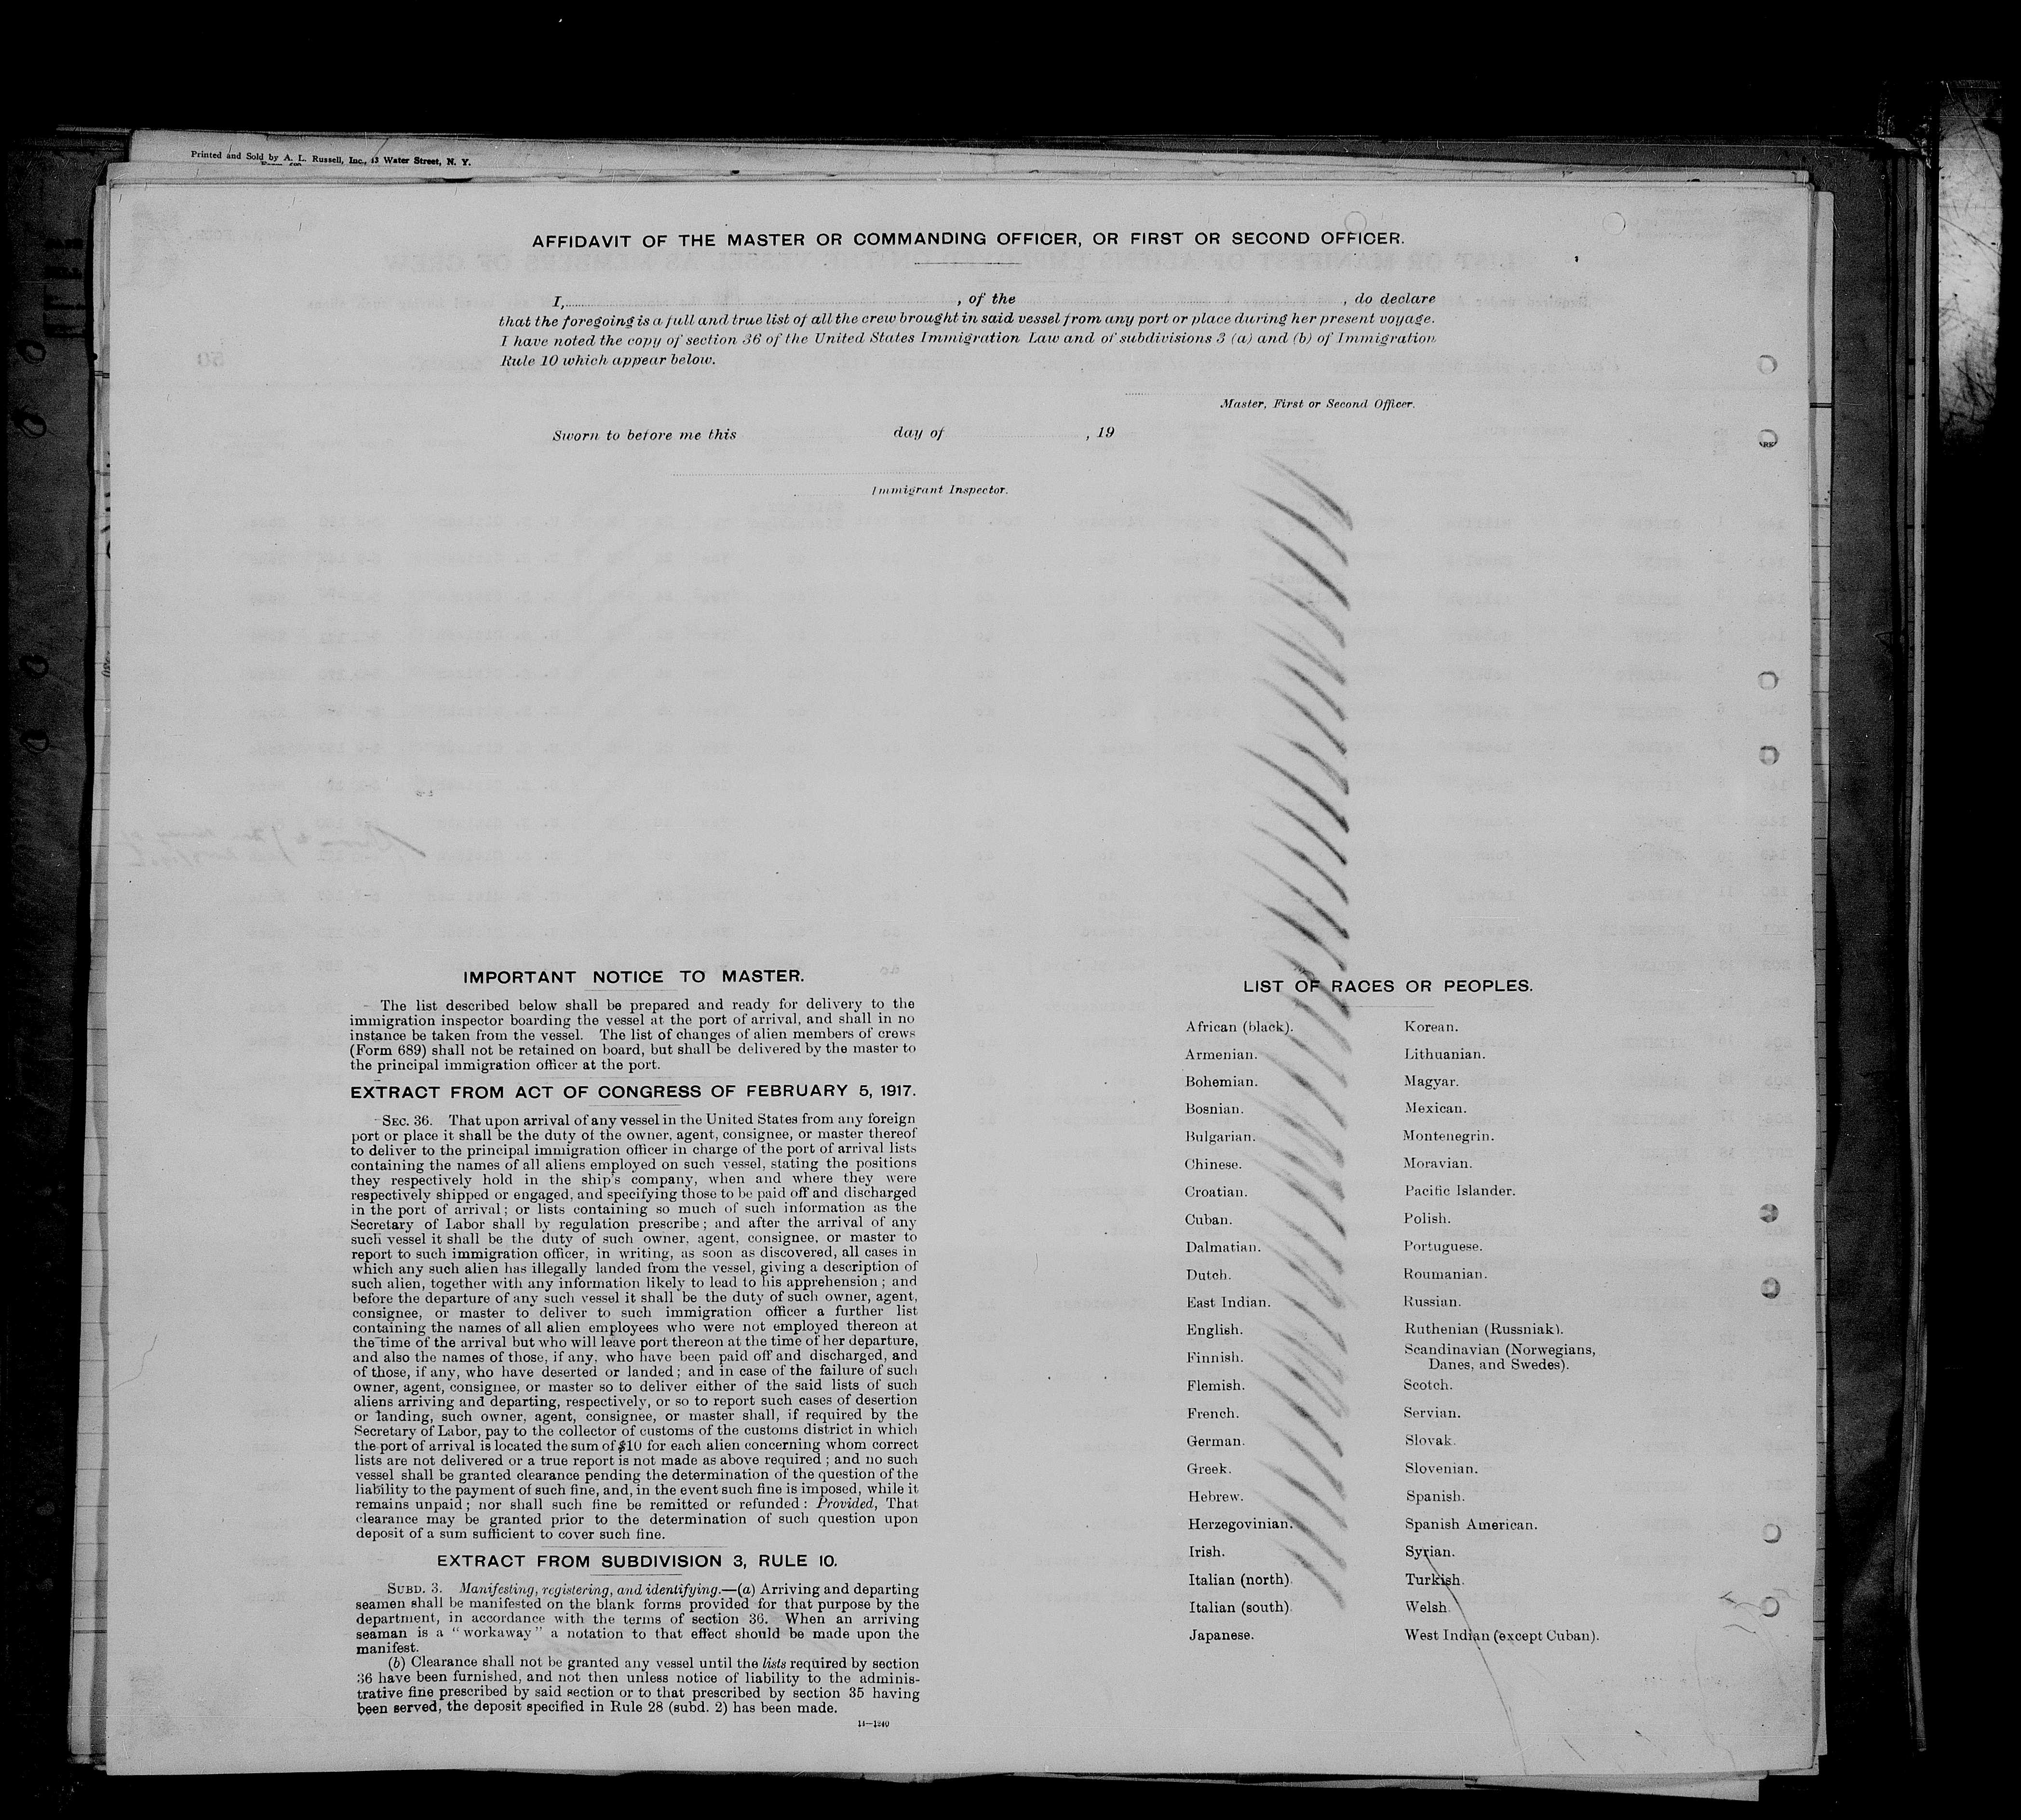 Printed and Sold by A. L. Russell, Inc., 13 Water Street, N. Y.
AFFIDAVIT OF THE MASTER OR COMMANDING OFFICER, OR FIRST OR SECOND OFFICER.
I, , of the , do declare
that the foregoing is a full and true list of all the crew brought in said vessel from any port or place during her present voyage.
I have noted the copy of section 36 of the United States Immigration Law and of subdivisions 3 (a) and (b) of Immigration
Rule 10 which appear below.
Master, First or Second Officer.
Sworn to before me this day of , 19
Immigrant Inspector.
IMPORTANT NOTICE TO MASTER.
The list described below shall be prepared and ready for delivery to the
immigration inspector boarding the vessel at the port of arrival, and shall in no
instance be taken from the vessel. The list of changes of alien members of crews
(Form 689) shall not be retained on board, but shall be delivered by the master to
the principal immigration officer at the port.
EXTRACT FROM ACT OF CONGRESS OF FEBRUARY 5, 1917.
SEC. 36. That upon arrival of any vessel in the United States from any foreign
port or place it shall be the duty of the owner, agent, consignee, or master thereof
to deliver to the principal immigration officer in charge of the port of arrival lists
containing the names of all aliens employed on such vessel, stating the positions
they respectively hold in the ship's company, when and where they were
respectively shipped or engaged, and specifying those to be paid off and discharged
in the port of arrival; or lists containing so much of such information as the
Secretary of Labor shall by regulation prescribe; and after the arrival of any
such vessel it shall be the duty of such owner, agent, consignee, or master to
report to such immigration officer, in writing, as soon as discovered, all cases in
which any such alien has illegally landed from the vessel, giving a description of
such alien, together with any information likely to lead to his apprehension; and
before the departure of any such vessel it shall be the duty of such owner, agent,
consignee, or master to deliver to such immigration officer a further list
containing the names of all alien employees who were not employed thereon at
the time of the arrival but who will leave port thereon at the time of her departure,
and also the names of those, if any, who have been paid off and discharged, and
of those, if any, who have deserted or landed; and in case of the failure of such
owner, agent, consignee, or master so to deliver either of the said lists of such
aliens arriving and departing, respectively, or so to report such cases of desertion
or landing, such owner, agent, consignee, or master shall, if required by the
Secretary of Labor, pay to the collector of customs of the customs district in which
the port of arrival is located the sum of $10 for each alien concerning whom correct
lists are not delivered or a true report is not made as above required; and no such
vessel shall be granted clearance pending the determination of the question of the
liability to the payment of such fine, and, in the event such fine is imposed, while it
remains unpaid; nor shall such fine be remitted or refunded: Provided, That
clearance may be granted prior to the determination of such question upon
deposit of a sum sufficient to cover such fine.
EXTRACT FROM SUBDIVISION 3, RULE 10.
SUBD. 3. Manifesting, registering, and identifying.—(a) Arriving and departing
seamen shall be manifested on the blank forms provided for that purpose by the
department, in accordance with the terms of section 36. When an arriving
seaman is a "workaway" a notation to that effect should be made upon the
manifest.
(b) Clearance shall not be granted any vessel until the lists required by section
36 have been furnished, and not then unless notice of liability to the adminis-
trative fine prescribed by said section or to that prescribed by section 35 having
been served, the deposit specified in Rule 28 (subd. 2) has been made.
14—1240
LIST OF RACES OR PEOPLES.
African (black).
Armenian.
Bohemian.
Bosnian.
Bulgarian.
Chinese.
Croatian.
Cuban.
Dalmatian.
Dutch.
East Indian.
English.
Finnish.
Flemish.
French.
German.
Greek.
Hebrew.
Herzegovinian.
Irish.
Italian (north).
Italian (south).
Japanese.
Korean.
Lithuanian.
Magyar.
Mexican.
Montenegrin.
Moravian.
Pacific Islander.
Polish.
Portuguese.
Roumanian.
Russian.
Ruthenian (Russniak).
Scandinavian (Norwegians,
Danes, and Swedes).
Scotch.
Servian.
Slovak.
Slovenian.
Spanish.
Spanish American.
Syrian.
Turkish.
Welsh.
West Indian (except Cuban).